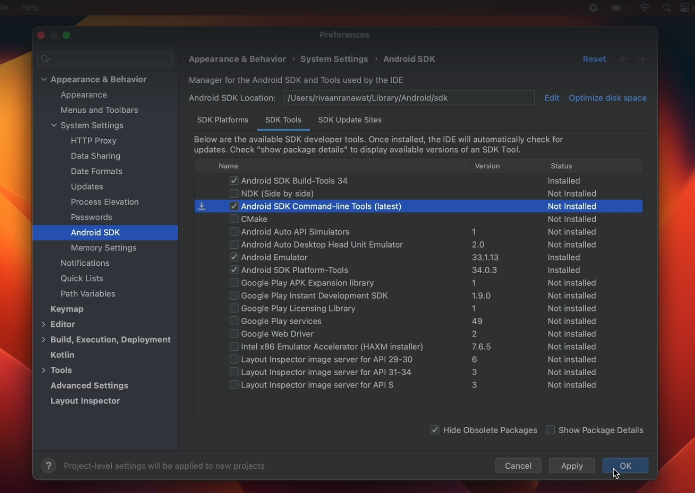 Help
Preferences
Appearance & Behavior › System Settings › Android SDK
Reset
Manager for the Android SDK and Tools used by the IDE
Android SDK Location: /Users/rivaanranawat/Library/Android/sdk Edit Optimize disk space
SDK Platforms SDK Tools SDK Update Sites
Below are the available SDK developer tools. Once installed, the IDE will automatically check for
updates. Check "show package details" to display available versions of an SDK Tool.
Name Version Status
Android SDK Build-Tools 34 Installed
NDK (Side by side) Not Installed
Android SDK Command-line Tools (latest) Not Installed
CMake Not Installed
Android Auto API Simulators 1 Not installed
Android Auto Desktop Head Unit Emulator 2.0 Not installed
Android Emulator 33.1.13 Installed
Android SDK Platform-Tools 34.0.3 Installed
Google Play APK Expansion library 1 Not installed
Google Play Instant Development SDK 1.9.0 Not installed
Google Play Licensing Library 1 Not installed
Google Play services 49 Not installed
Google Web Driver 2 Not installed
Intel x86 Emulator Accelerator (HAXM installer) 7.6.5 Not installed
Layout Inspector image server for API 29-30 6 Not installed
Layout Inspector image server for API 31-34 3 Not installed
Layout Inspector image server for API S 3 Not installed
Hide Obsolete Packages Show Package Details
Appearance & Behavior
Appearance
Menus and Toolbars
System Settings
HTTP Proxy
Data Sharing
Date Formats
Updates
Process Elevation
Passwords
Android SDK
Memory Settings
Notifications
Quick Lists
Path Variables
Keymap
Editor
Build, Execution, Deployment
Kotlin
Tools
Advanced Settings
Layout Inspector
? Project-level settings will be applied to new projects
Cancel Apply OK